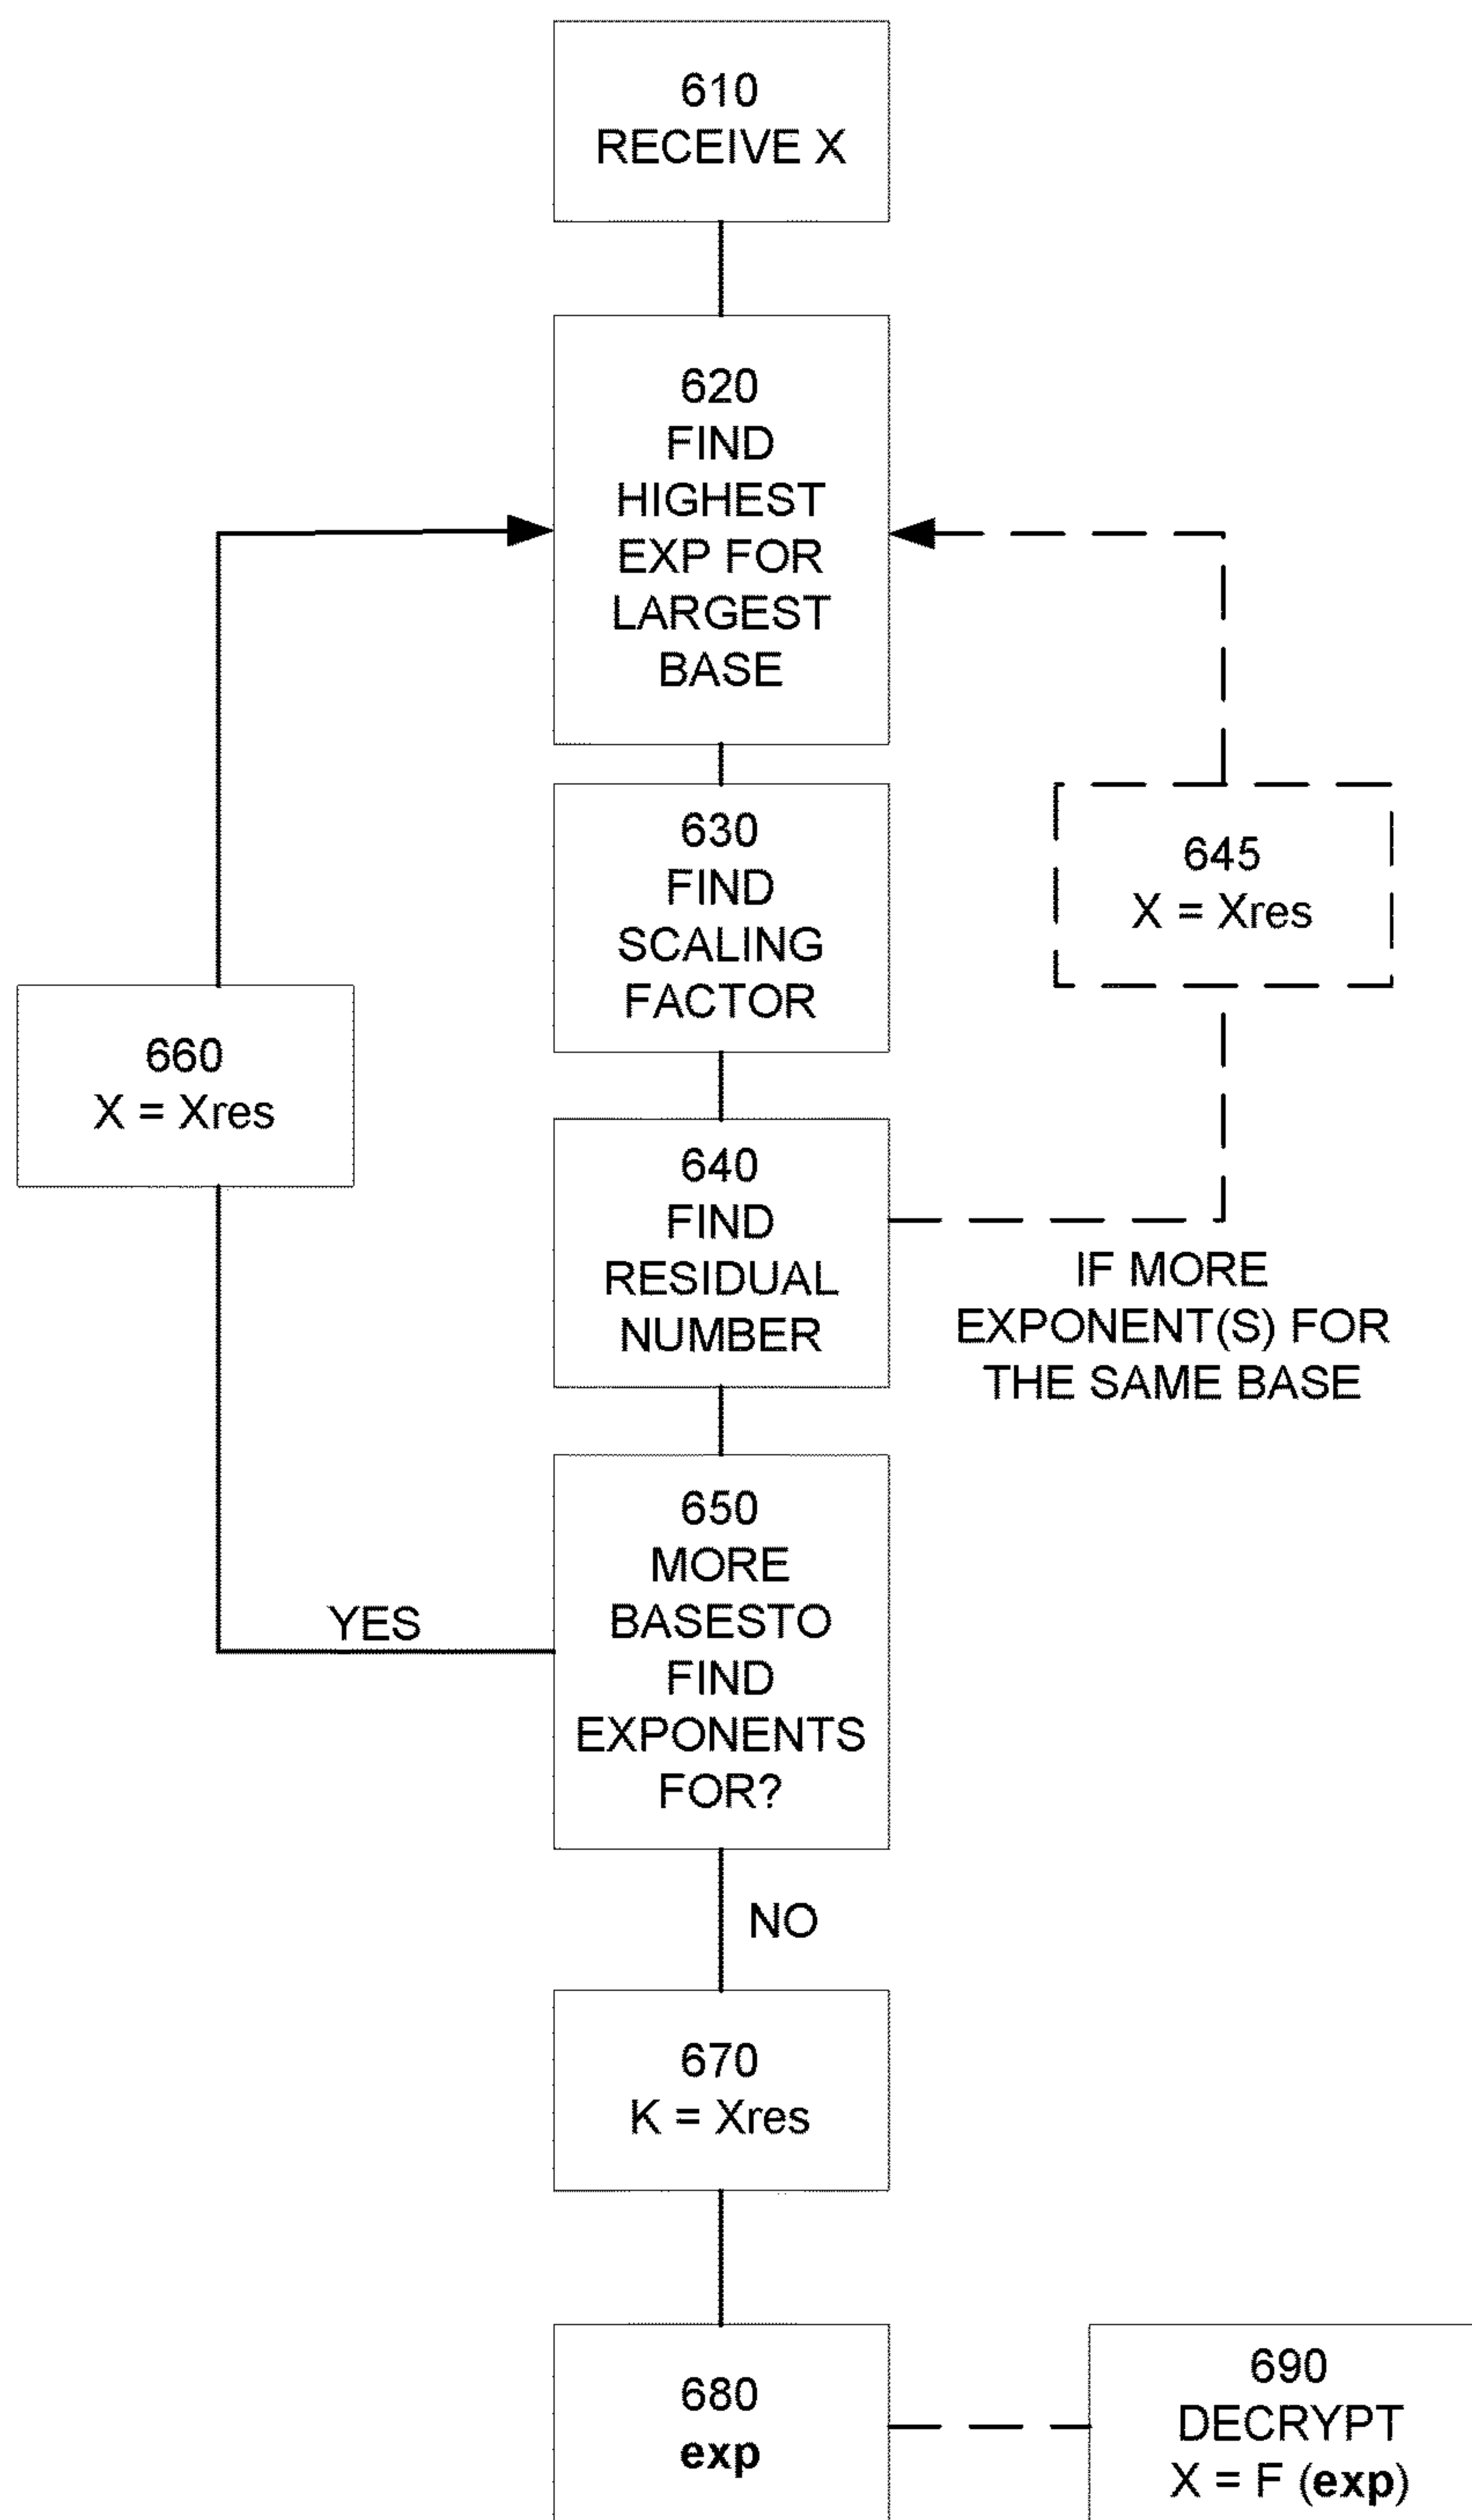 610
RECEIVE X
620
FIND
HIGHEST
EXP FOR
LARGEST
BASE
630
FIND
SCALING
FACTOR
645
X = Xres
660
X = Xres
640
FIND
RESIDUAL
NUMBER
IF MORE
EXPONENT(S) FOR
THE SAME BASE
650
MORE
BASESTO
FIND
EXPONENTS
FOR?
YES
NO
670
K = Xres
680
exp
690
DECRYPT
X = F (exp)